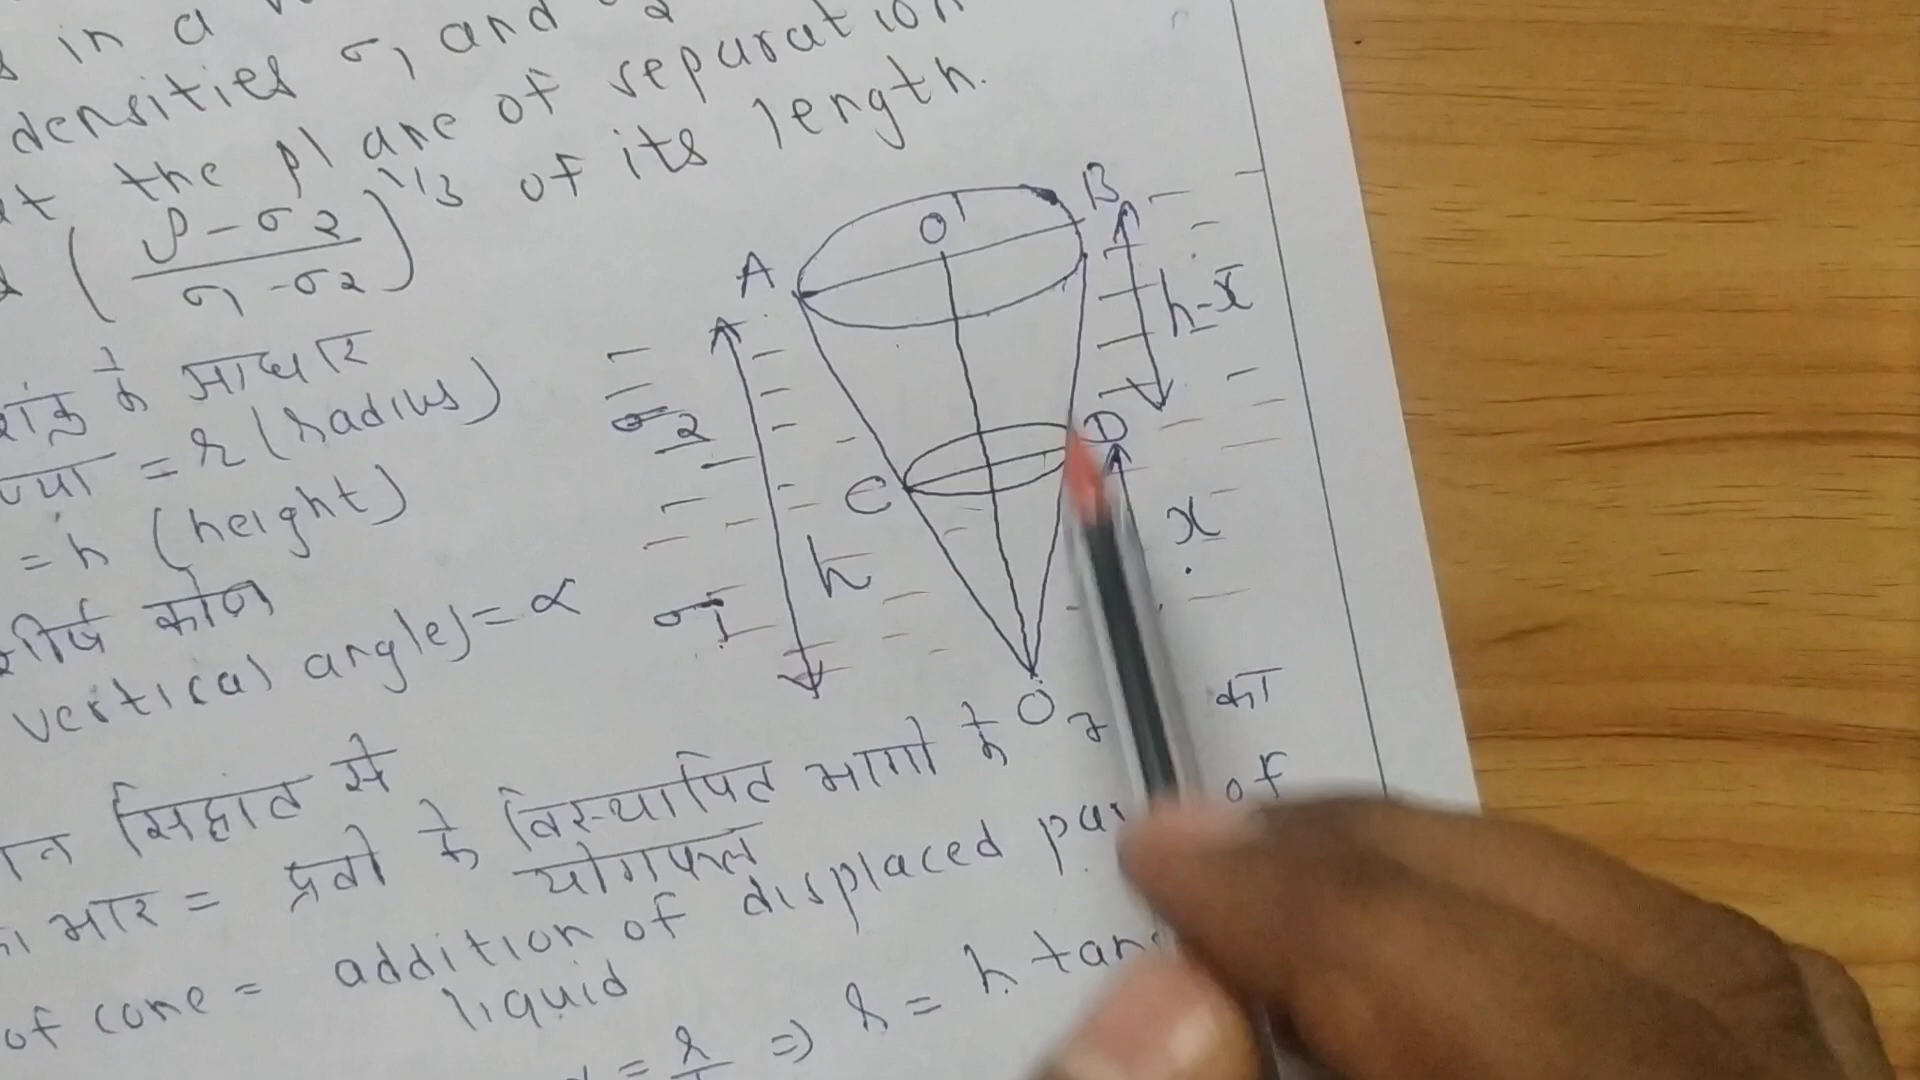 in a
densities σ1 and σ2
the plane of separation
(ρ-σ2/σ1-σ2)^1/3 of its length.
शंकु के आधार
= r (radius)
= h (height)
शीर्ष कोण
vertical angle) = α
सिद्धांत से
भार = द्रवो के विस्थापित भागो के का
योगफल
of cone = addition of displaced of
liquid
= r ⇒ r = h tan
A
O'
B
h-x
σ2
C
D
h
x
σ1
O